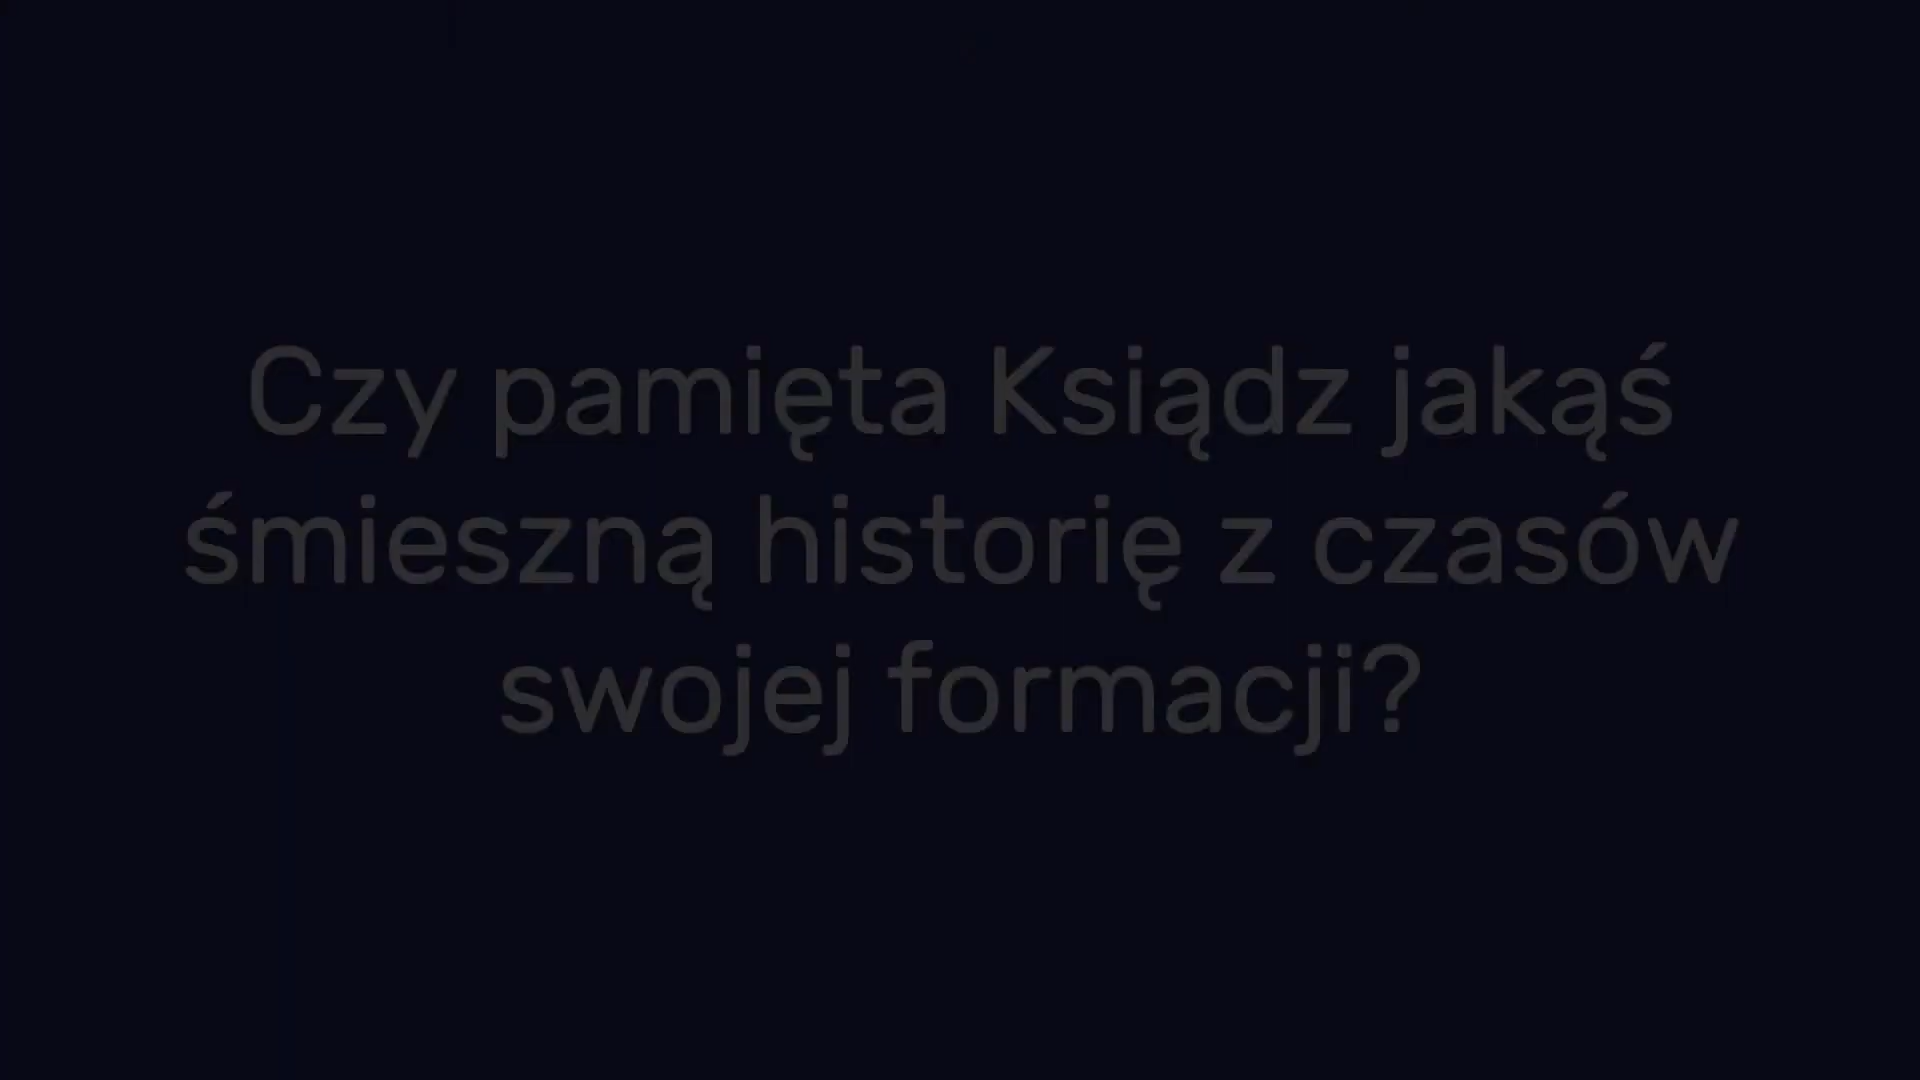 Czy pamięta Ksiądz jakąś
śmieszną historię z czasów
swojej formacji?